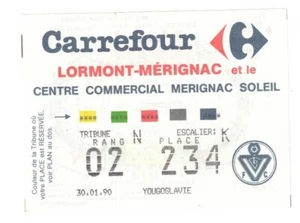 Carrefour
LORMONT-MÉRIGNAC et le
CENTRE COMMERCIAL MERIGNAC SOLEIL
Couleur de la Tribune où
votre PLACE est RÉSERVÉE,
voir PLAN au dos.
TRIBUNE N ESCALIER: K
RANG PLACE
02 234
30.01.90 YOUGOSLAVIE
V
F C